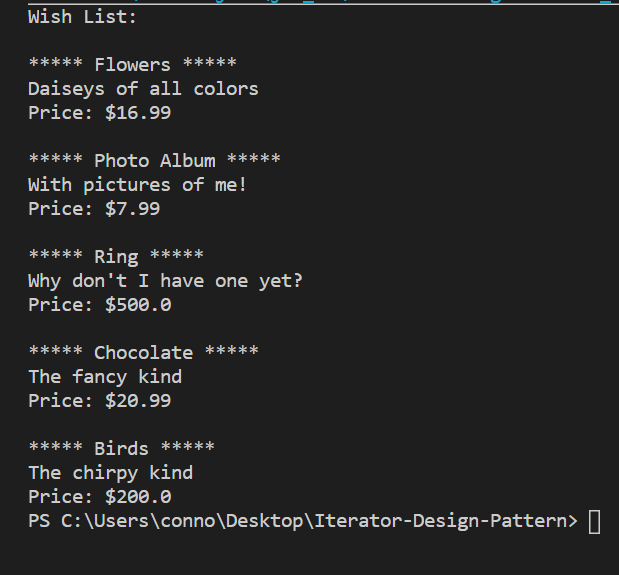 Wish List:
***** Flowers *****
Daiseys of all colors
Price: $16.99
***** Photo Album *****
With pictures of me!
Price: $7.99
***** Ring *****
Why don't I have one yet?
Price: $500.0
***** Chocolate *****
The fancy kind
Price: $20.99
***** Birds *****
The chirpy kind
Price: $200.0
PS C:\Users\conno\Desktop\Iterator-Design-Pattern>